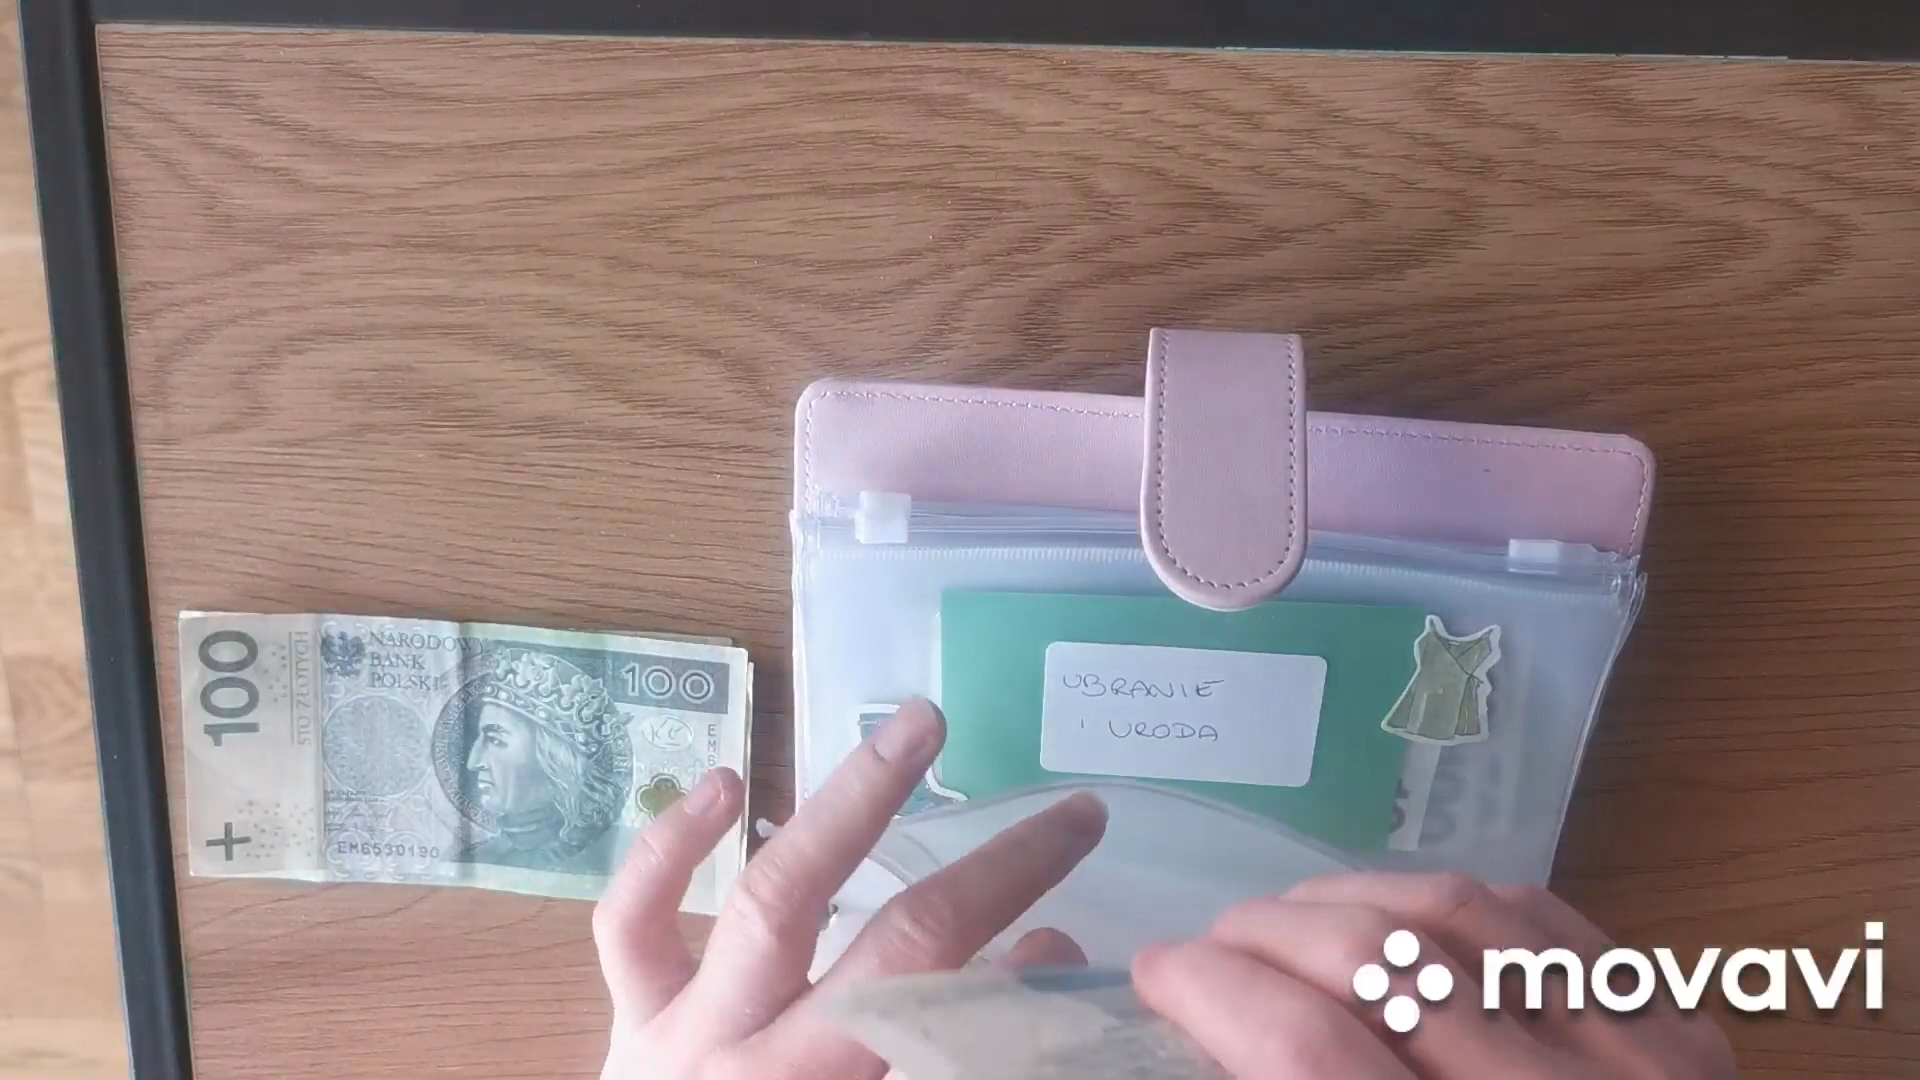 100
STO ZŁOTYCH
NARODOWY
BANK
POLSKI
100
EM6530190
UBRANIE
I URODA
movavi